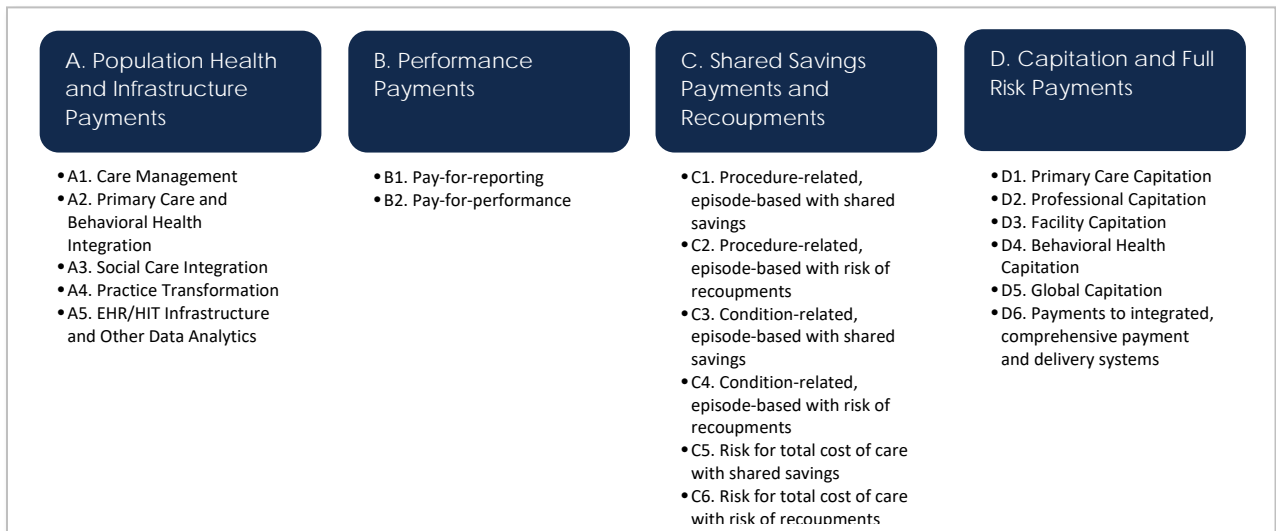 A. Population Health
and Infrastructure
Payments
• A1. Care Management
• A2. Primary Care and
Behavioral Health
Integration
• A3. Social Care Integration
• A4. Practice Transformation
• A5. EHR/HIT Infrastructure
and Other Data Analytics
B. Performance
Payments
• B1. Pay-for-reporting
• B2. Pay-for-performance
C. Shared Savings
Payments and
Recoupments
• C1. Procedure-related,
episode-based with shared
savings
• C2. Procedure-related,
episode-based with risk of
recoupments
• C3. Condition-related,
episode-based with shared
savings
• C4. Condition-related,
episode-based with risk of
recoupments
• C5. Risk for total cost of care
with shared savings
• C6. Risk for total cost of care
with risk of recoupments
D. Capitation and Full
Risk Payments
• D1. Primary Care Capitation
• D2. Professional Capitation
• D3. Facility Capitation
• D4. Behavioral Health
Capitation
• D5. Global Capitation
• D6. Payments to integrated,
comprehensive payment
and delivery systems